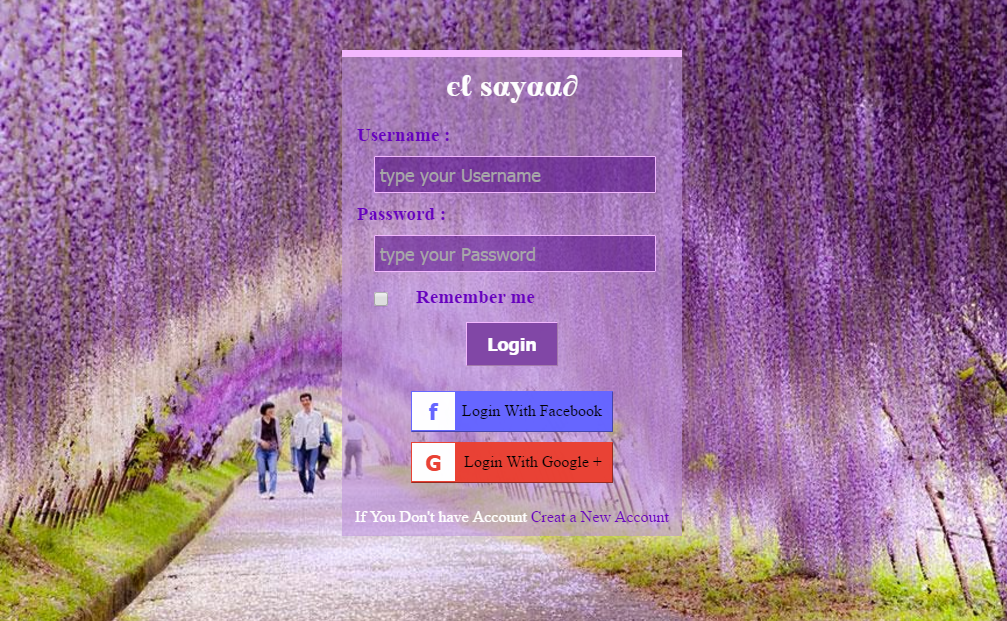 єℓ sαyαα∂
Username :
type your Username
Password :
type your Password
Remember me
Login
f Login With Facebook
G Login With Google +
If You Don't have Account Creat a New Account